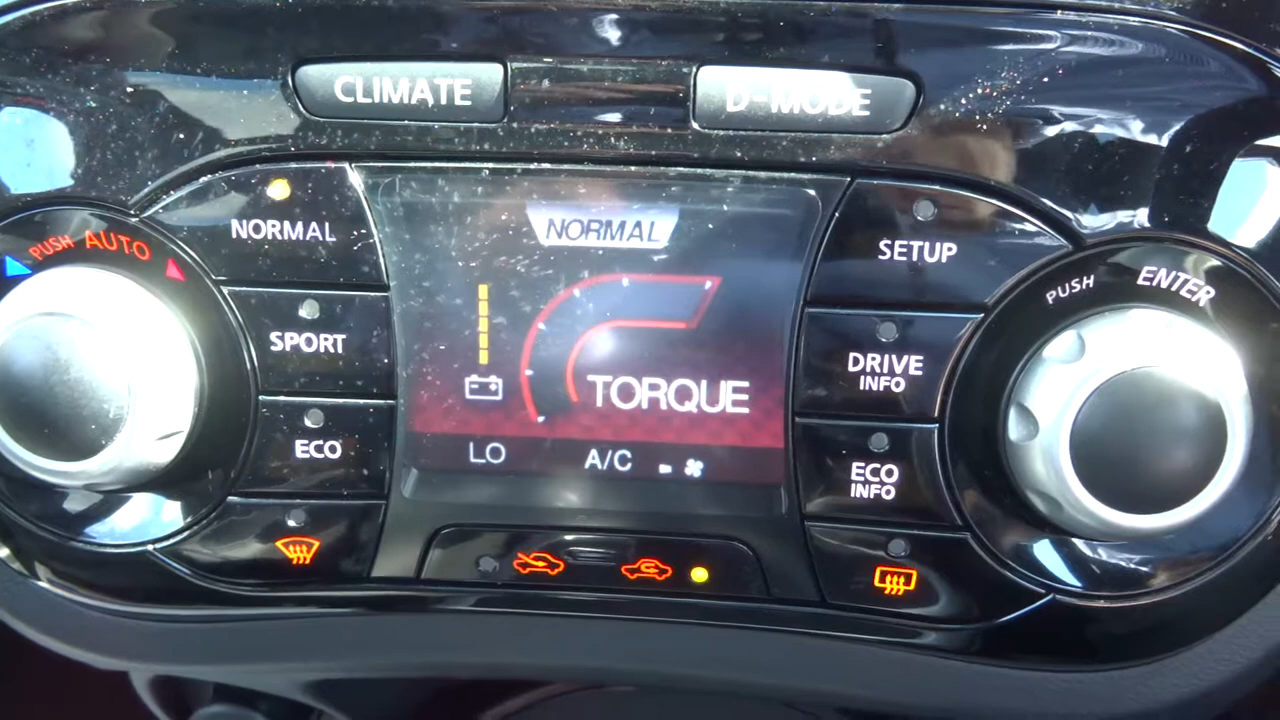 CLIMATE
D-MODE
NORMAL
NORMAL
SETUP
PUSH AUTO
PUSH ENTER
SPORT
DRIVE
INFO
TORQUE
ECO
ECO
INFO
LO
A/C